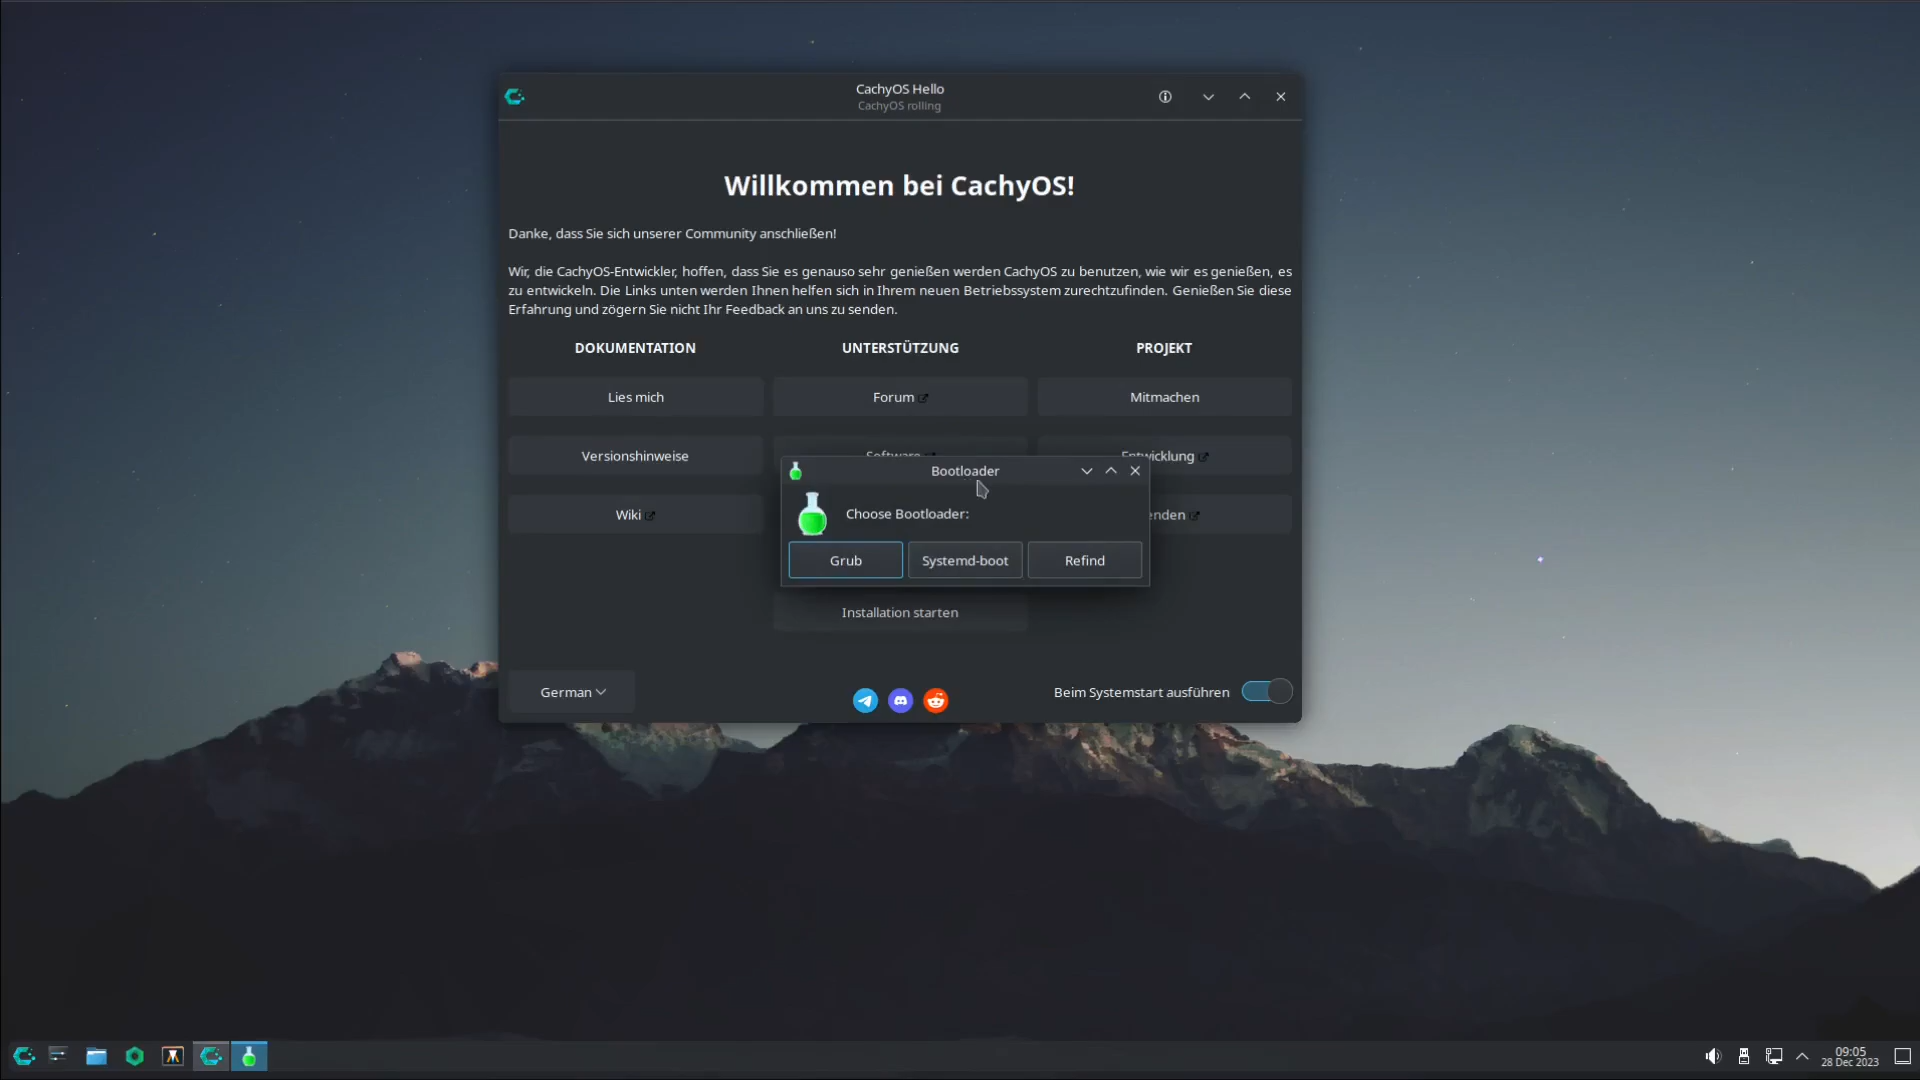 CachyOS Hello
CachyOS rolling
Willkommen bei CachyOS!
Danke, dass Sie sich unserer Community anschließen!
Wir, die CachyOS-Entwickler, hoffen, dass Sie es genauso sehr genießen werden CachyOS zu benutzen, wie wir es genießen, es
zu entwickeln. Die Links unten werden Ihnen helfen sich in Ihrem neuen Betriebssystem zurechtzufinden. Genießen Sie diese
Erfahrung und zögern Sie nicht Ihr Feedback an uns zu senden.
DOKUMENTATION UNTERSTÜTZUNG PROJEKT
Lies mich Forum Mitmachen
Versionshinweise Software Entwicklung
Bootloader
Wiki Choose Bootloader: enden
Grub Systemd-boot Refind
Installation starten
German Beim Systemstart ausführen
09:05
28 Dec 2023